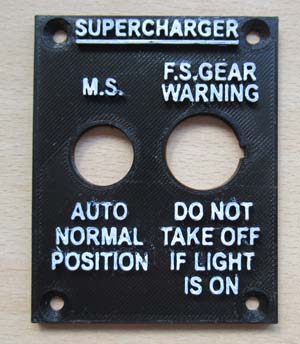 SUPERCHARGER
M.S.
F.S.GEAR
WARNING
AUTO
NORMAL
POSITION
DO NOT
TAKE OFF
IF LIGHT
IS ON